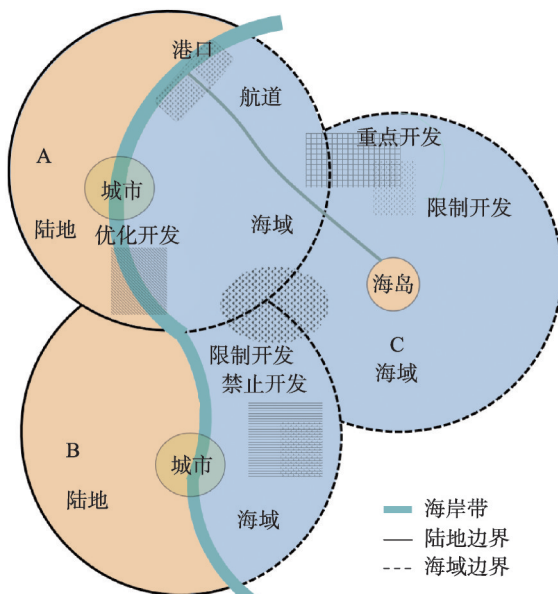 港口
航道
重点开发
A
城市
限制开发
陆地
优化开发
海域
海岛
限制开发
C
禁止开发
海域
B
城市
陆地
海域
海岸带
陆地边界
海域边界